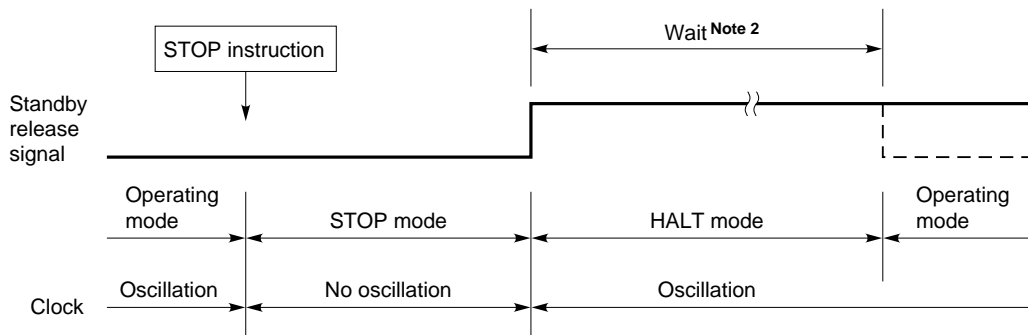 Wait Note 2
STOP instruction
Standby
release
signal
Operating
mode
STOP mode
HALT mode
Operating
mode
Clock
Oscillation
No oscillation
Oscillation